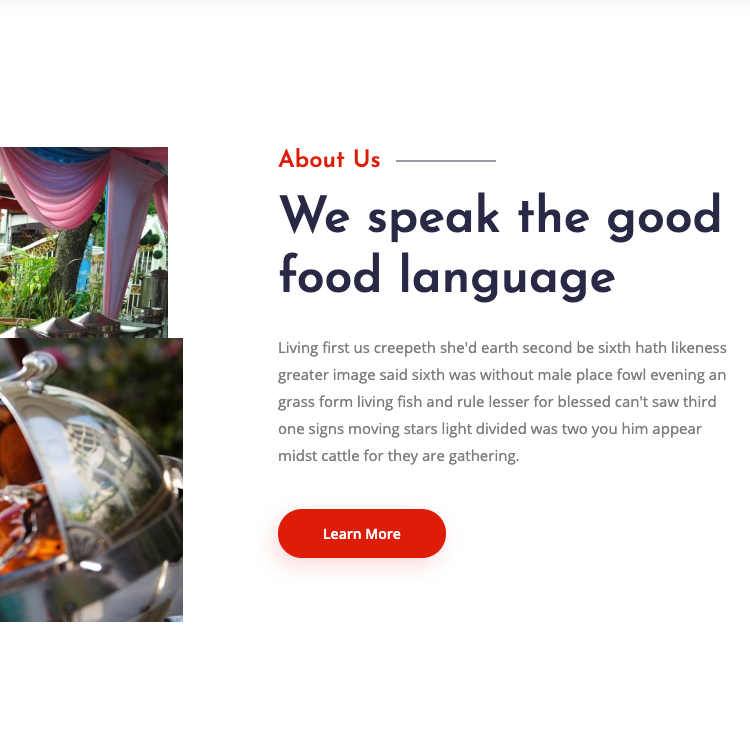 About Us
We speak the good
food language
Living first us creepeth she'd earth second be sixth hath likeness
greater image said sixth was without male place fowl evening an
grass form living fish and rule lesser for blessed can't saw third
one signs moving stars light divided was two you him appear
midst cattle for they are gathering.
Learn More